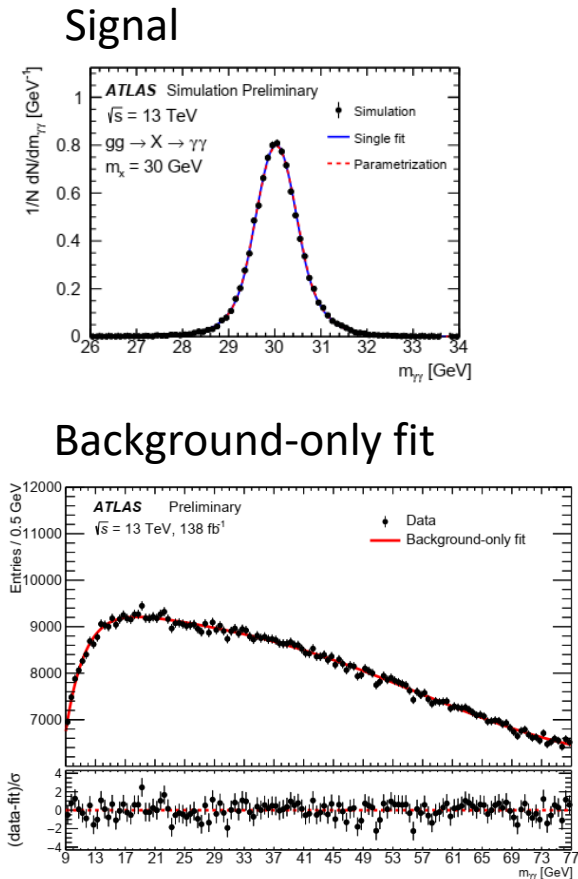 Signal
ATLAS Simulation Preliminary
√s = 13 TeV
gg → X → γγ
mₓ = 30 GeV
Simulation
Single fit
Parametrization
1/N dN/dmγγ [GeV⁻¹]
1
0.8
0.6
0.4
0.2
0
26 27 28 29 30 31 32 33 34
mγγ [GeV]
Background-only fit
ATLAS Preliminary
√s = 13 TeV, 138 fb⁻¹
Data
Background-only fit
Entries / 0.5 GeV
12000
11000
10000
9000
8000
7000
(data-fit)/σ
4
2
0
−2
−4
9 13 17 21 25 29 33 37 41 45 49 53 57 61 65 69 73 77
mγγ [GeV]